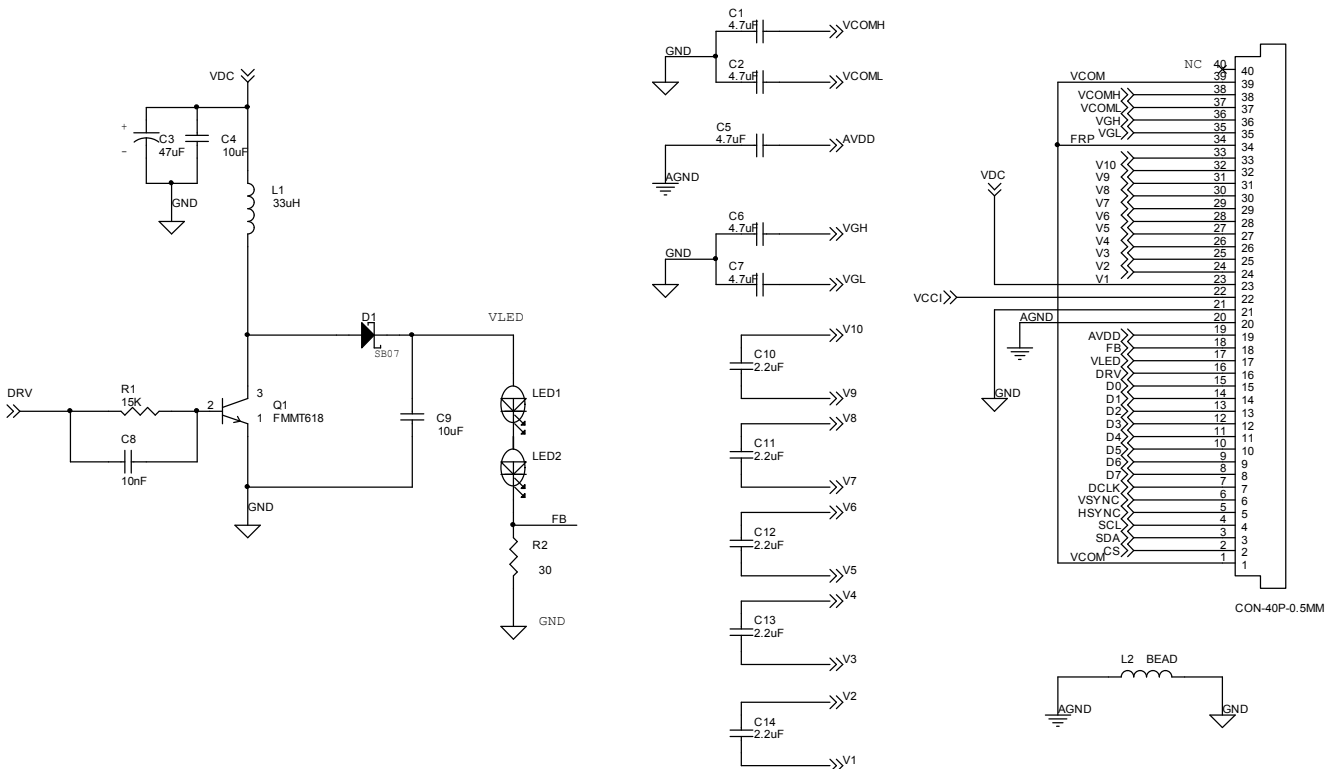 VDC
+
-
C3
47uF
C4
10uF
GND
L1
33uH
D1
SB07
VLED
DRV
R1
15K
C8
10nF
2
3
1
Q1
FMMT618
GND
C9
10uF
LED1
LED2
FB
R2
30
GND
C1
4.7uF
VCOMH
GND
C2
4.7uF
VCOML
C5
4.7uF
AVDD
AGND
C6
4.7uF
VGH
GND
C7
4.7uF
VGL
V10
C10
2.2uF
V9
V8
C11
2.2uF
V7
V6
C12
2.2uF
V5
V4
C13
2.2uF
V3
V2
C14
2.2uF
V1
NC 40 40
VCOM 39 39
VCOMH 38 38
VCOML 37 37
VGH 36 36
VGL 35 35
FRP 34 34
33 33
V10 32 32
V9 31 31
V8 30 30
V7 29 29
V6 28 28
V5 27 27
V4 26 26
V3 25 25
V2 24 24
V1 23 23
VDC
VCCI 22 22
21 21
AGND 20 20
GND
AVDD 19 19
FB 18 18
VLED 17 17
DRV 16 16
D0 15 15
D1 14 14
D2 13 13
D3 12 12
D4 11 11
D5 10 10
D6 9 9
D7 8 8
DCLK 7 7
VSYNC 6 6
HSYNC 5 5
SCL 4 4
SDA 3 3
CS 2 2
VCOM 1 1
CON-40P-0.5MM
L2 BEAD
AGND
GND